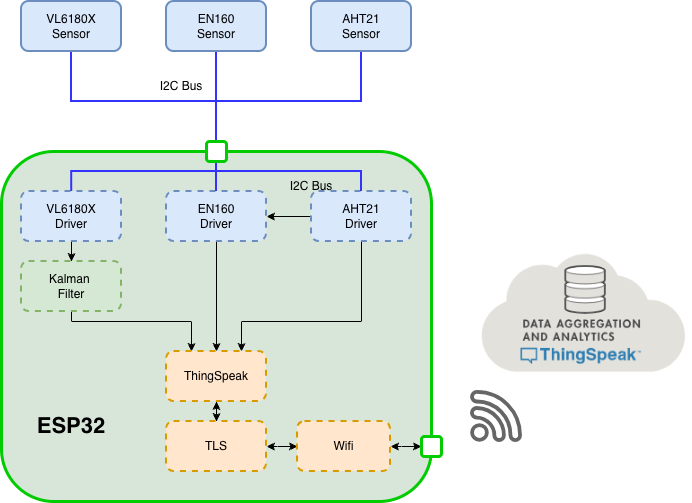 VL6180X
Sensor
EN160
Sensor
AHT21
Sensor
I2C Bus
I2C Bus
VL6180X
Driver
EN160
Driver
AHT21
Driver
Kalman
Filter
DATA AGGREGATION
AND ANALYTICS
ThingSpeak™
ThingSpeak
ESP32
TLS
Wifi